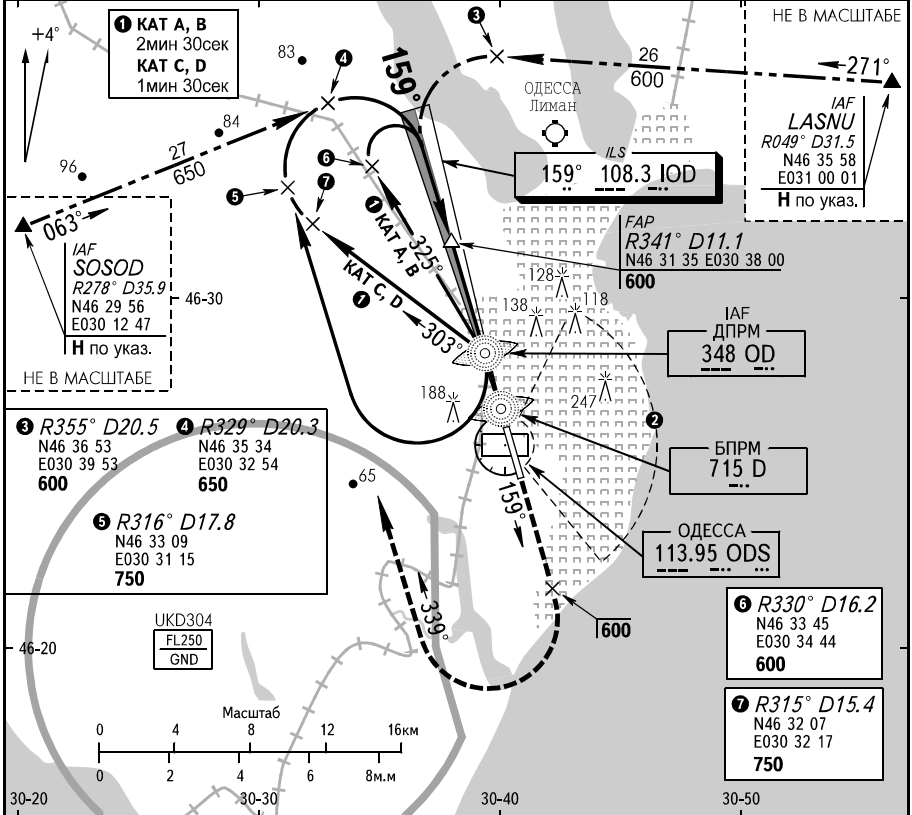 +4°
❶ КАТ A, B
2мин 30сек
КАТ C, D
1мин 30сек
83
❹
159°
❸
26
600
НЕ В МАСШТАБЕ
271°
IAF
LASNU
R049° D31.5
N46 35 58
E031 00 01
H по указ.
ОДЕССА
Лиман
84
27
650
96
063°
❺
❻
❼
ILS
159° 108.3 IOD
FAP
R341° D11.1
N46 31 35 E030 38 00
600
❶ КАТ A, B
325°
КАТ C, D
❶
303°
IAF
SOSOD
R278° D35.9
N46 29 56
E030 12 47
H по указ.
НЕ В МАСШТАБЕ
46-30
128
138
118
247
188
❷
IAF
ДПРМ
348 OD
БПРМ
715 D
ОДЕССА
113.95 ODS
❸ R355° D20.5
N46 36 53
E030 39 53
600
❹ R329° D20.3
N46 35 34
E030 32 54
650
❺ R316° D17.8
N46 33 09
E030 31 15
750
65
159°
339°
600
UKD304
FL250
GND
46-20
❻ R330° D16.2
N46 33 45
E030 34 44
600
❼ R315° D15.4
N46 32 07
E030 32 17
750
Масштаб
0 4 8 12 16км
0 2 4 6 8м.м
30-20 30-30 30-40 30-50